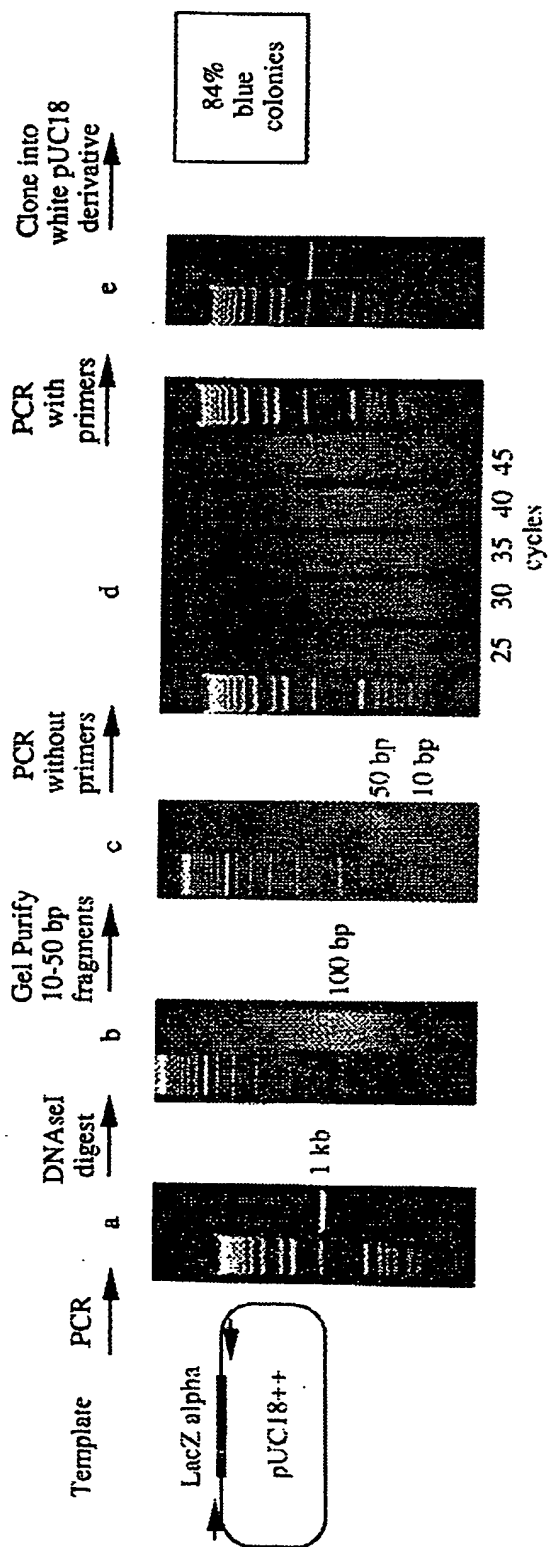 Template
PCR
a
DNAseI
digest
b
Gel Purify
10-50 bp
fragments
c
PCR
without
primers
d
PCR
with
primers
e
Clone into
white pUC18
derivative
LacZ alpha
pUC18++
1 kb
100 bp
50 bp
10 bp
25 30 35 40 45
cycles
84%
blue
colonies